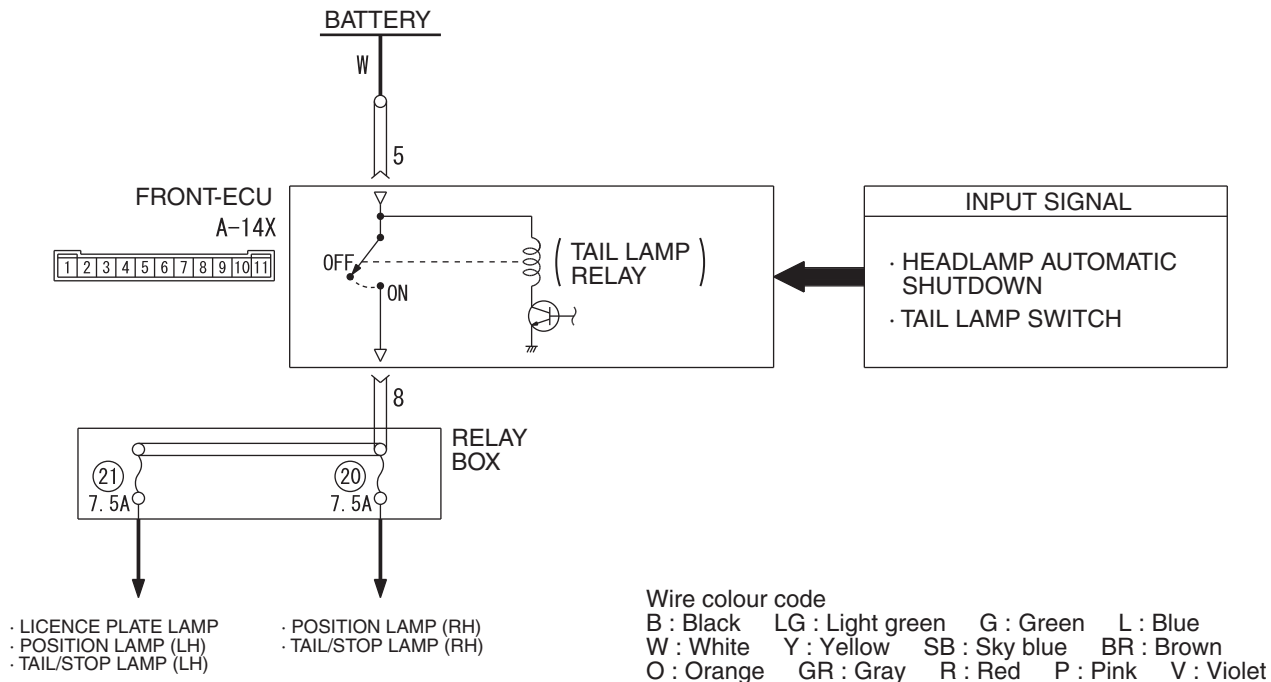 BATTERY
W
5
FRONT-ECU
A-14X
1 2 3 4 5 6 7 8 9 10 11
OFF
ON
( TAIL LAMP
RELAY )
INPUT SIGNAL
· HEADLAMP AUTOMATIC
SHUTDOWN
· TAIL LAMP SWITCH
8
RELAY
BOX
21
7.5A
20
7.5A
· LICENCE PLATE LAMP
· POSITION LAMP (LH)
· TAIL/STOP LAMP (LH)
· POSITION LAMP (RH)
· TAIL/STOP LAMP (RH)
Wire colour code
B : Black LG : Light green G : Green L : Blue
W : White Y : Yellow SB : Sky blue BR : Brown
O : Orange GR : Gray R : Red P : Pink V : Violet